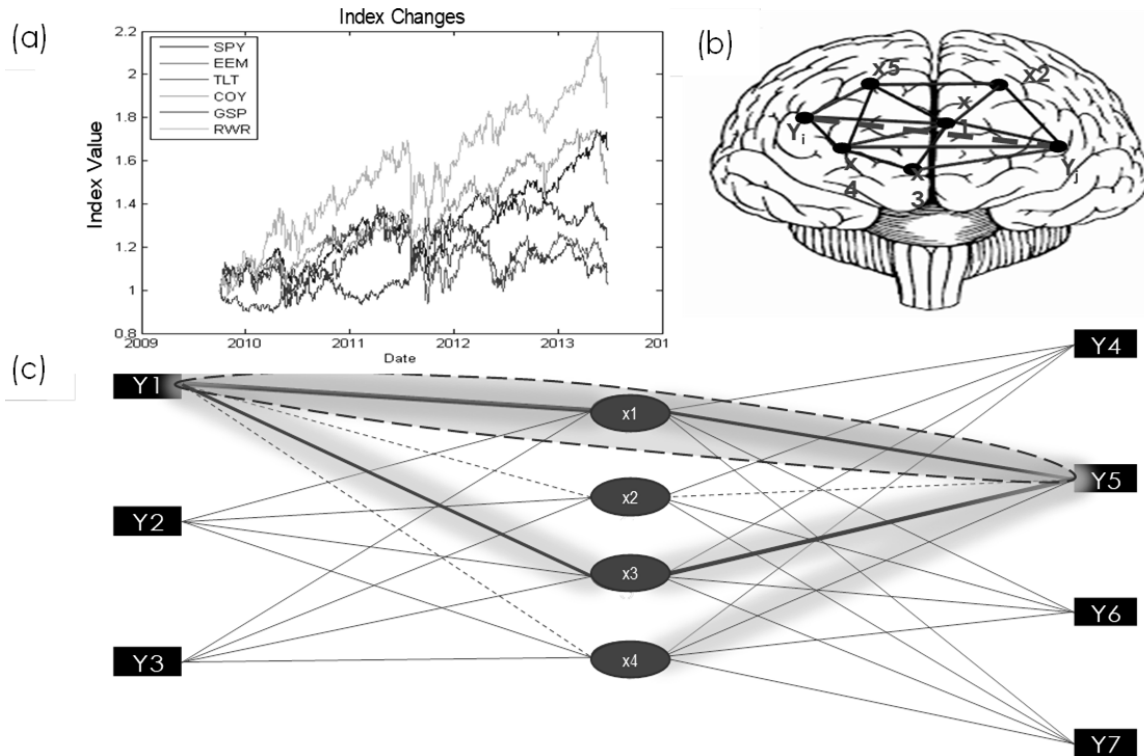 (a)
Index Changes
2.2
2
1.8
1.6
1.4
1.2
1
0.8
Index Value
SPY
EEM
TLT
COY
GSP
RWR
2009
2010
2011
2012
2013
201
Date
(b)
x5
x2
x
1
Yi
Yj
4
x
3
(c)
Y1
Y2
Y3
x1
x2
x3
x4
Y4
Y5
Y6
Y7